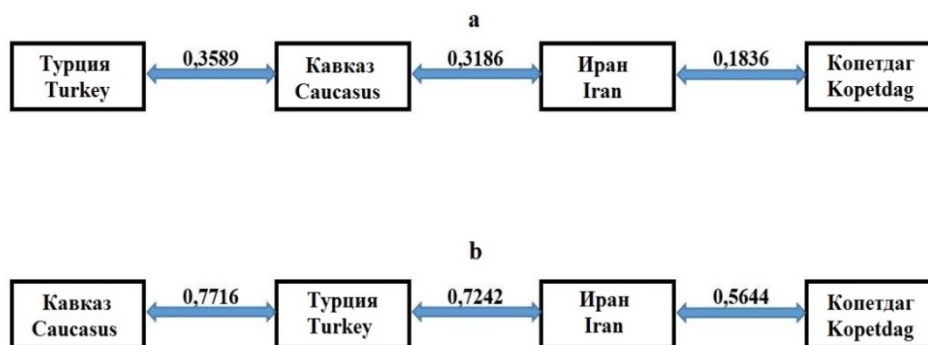 a
Турция
Turkey
0,3589
Кавказ
Caucasus
0,3186
Иран
Iran
0,1836
Копетдаг
Kopetdag
b
Кавказ
Caucasus
0,7716
Турция
Turkey
0,7242
Иран
Iran
0,5644
Копетдаг
Kopetdag